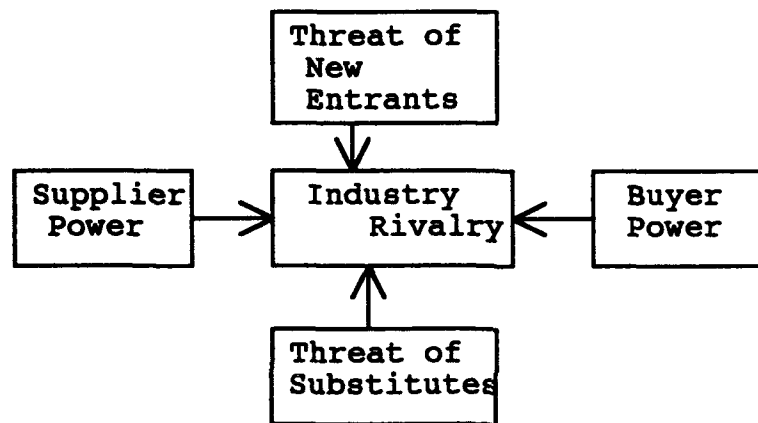 Threat of
New
Entrants
Supplier
Power
Industry
Rivalry
Buyer
Power
Threat of
Substitutes